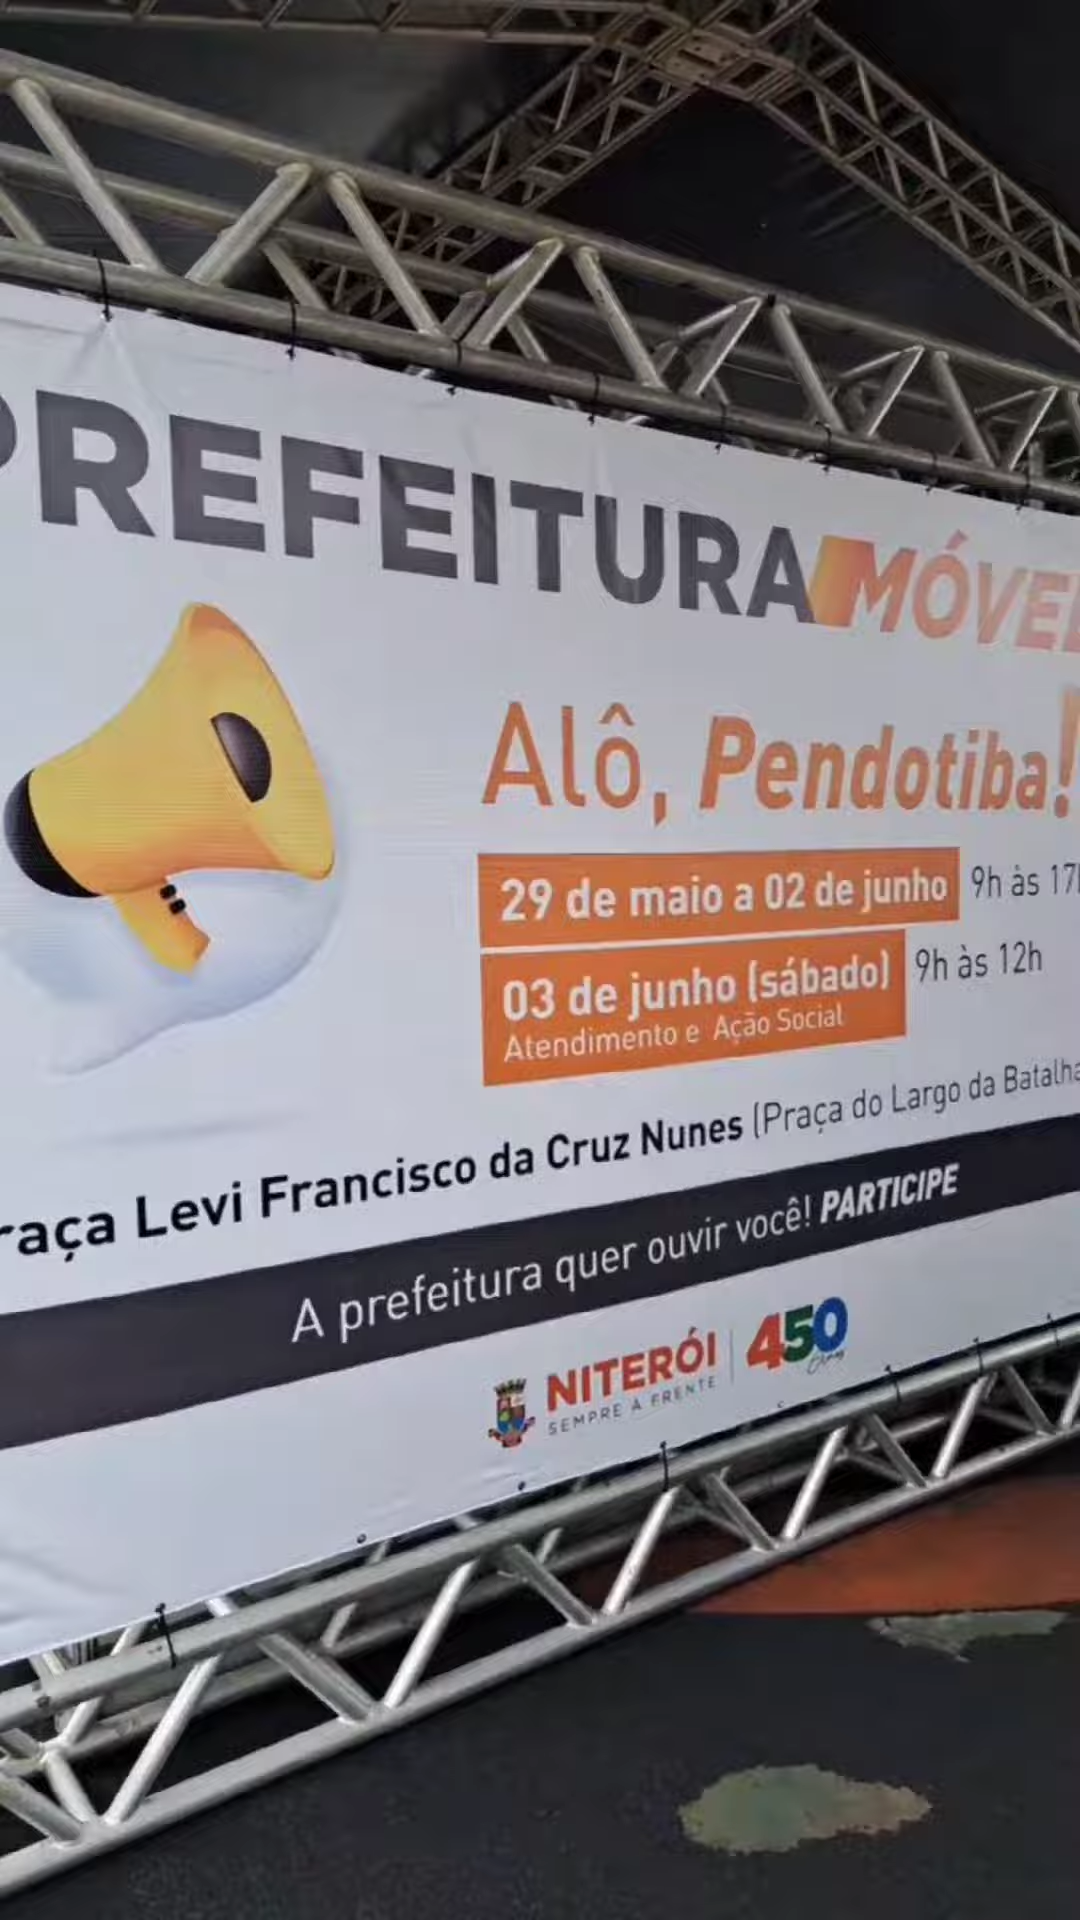 PREFEITURA MÓVEL
Alô, Pendotiba!
29 de maio a 02 de junho 9h às 17h
03 de junho (sábado) 9h às 12h
Atendimento e Ação Social
raça Levi Francisco da Cruz Nunes (Praça do Largo da Batalha
A prefeitura quer ouvir você! PARTICIPE
NITERÓI 450
SEMPRE À FRENTE anos